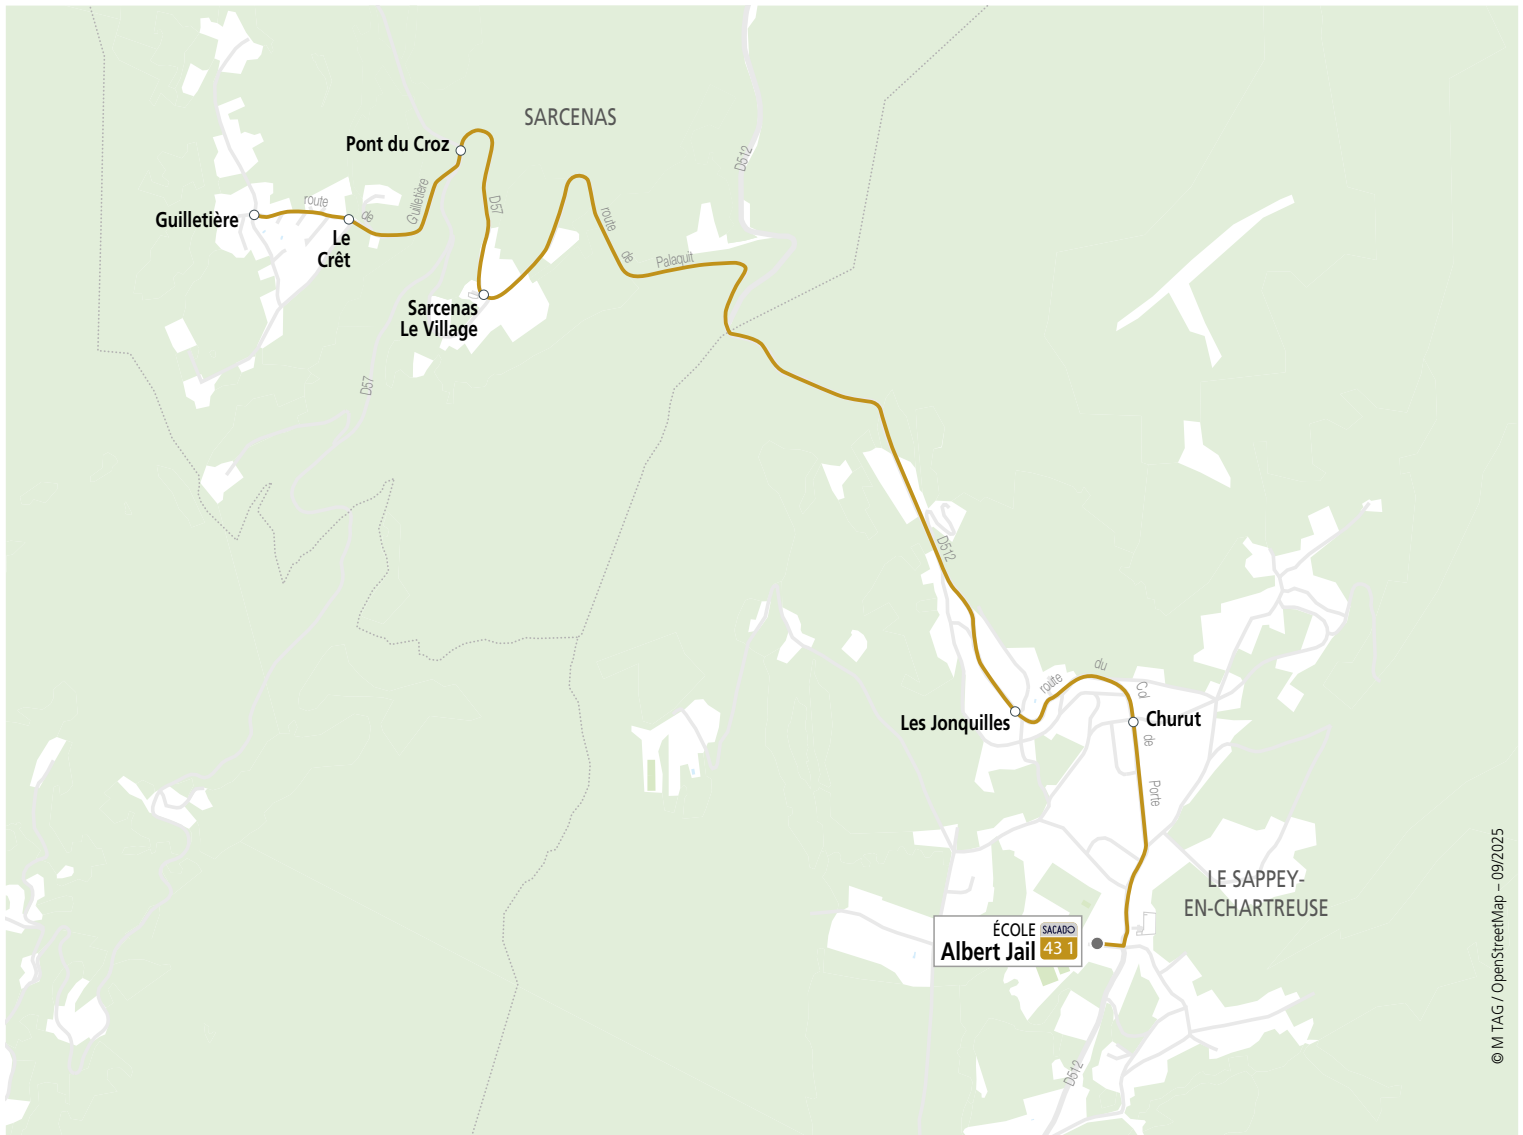 SARCENAS
D512
Pont du Croz
Guilletière
route
de
Guilletière
D57
Le
Crêt
route
de
Palaquit
Sarcenas
Le Village
D57
D512
route
du
Col
de
Porte
Les Jonquilles
Churut
LE SAPPEY-
EN-CHARTREUSE
ÉCOLE SACADO
Albert Jail 43 1
D512
© M TAG / OpenStreetMap – 09/2025